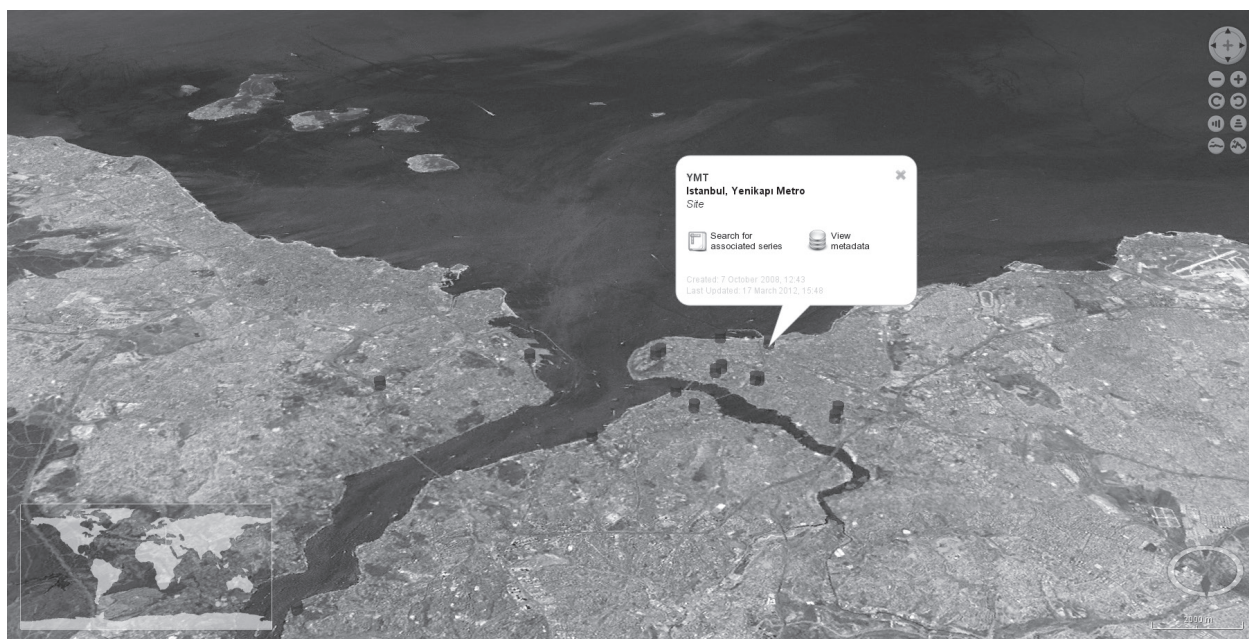 YMT
Istanbul, Yenikapı Metro
Site
Search for
associated series
View
metadata
Created: 7 October 2008, 12:43
Last Updated: 17 March 2012, 15:48